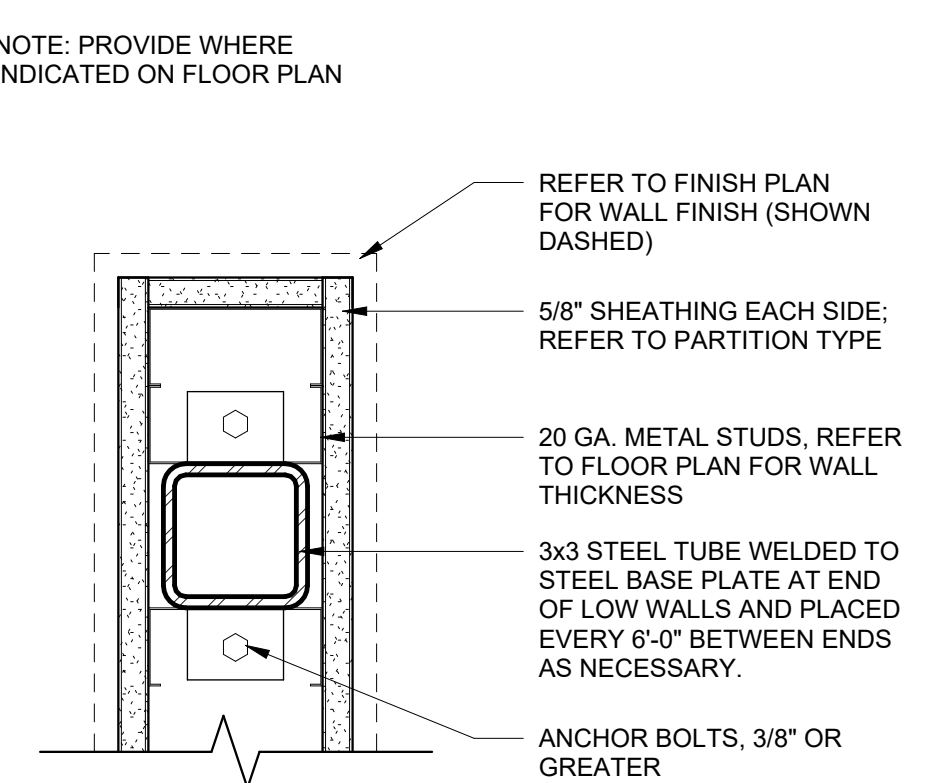 NOTE: PROVIDE WHERE
INDICATED ON FLOOR PLAN
REFER TO FINISH PLAN
FOR WALL FINISH (SHOWN
DASHED)
5/8" SHEATHING EACH SIDE;
REFER TO PARTITION TYPE
20 GA. METAL STUDS, REFER
TO FLOOR PLAN FOR WALL
THICKNESS
3x3 STEEL TUBE WELDED TO
STEEL BASE PLATE AT END
OF LOW WALLS AND PLACED
EVERY 6'-0" BETWEEN ENDS
AS NECESSARY.
ANCHOR BOLTS, 3/8" OR
GREATER